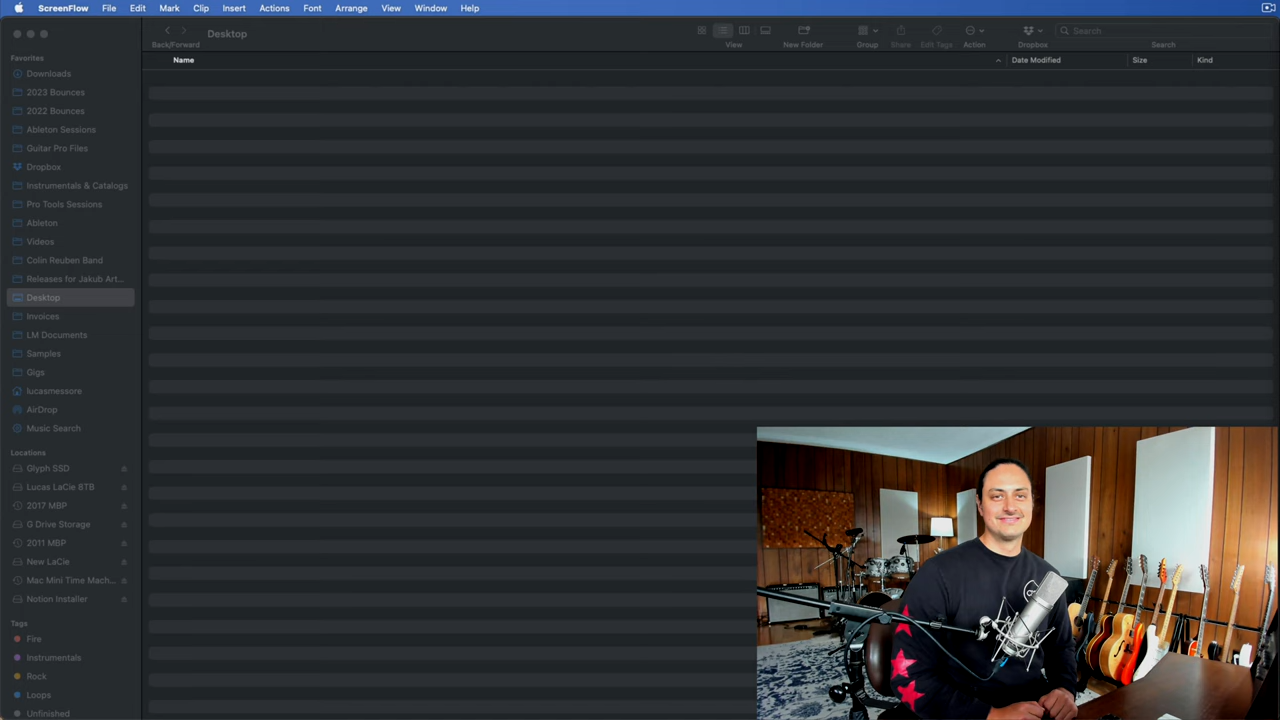 ScreenFlow File Edit Mark Clip Insert Actions Font Arrange View Window Help
Desktop
Back/Forward
View
New Folder
Group
Share
Edit Tags
Action
Dropbox
Search
Search
Name
Date Modified
Size
Kind
Favorites
Downloads
2023 Bounces
2022 Bounces
Ableton Sessions
Guitar Pro Files
Dropbox
Instrumentals & Catalogs
Pro Tools Sessions
Ableton
Videos
Colin Reuben Band
Releases for Jakub Art...
Desktop
Invoices
LM Documents
Samples
Gigs
lucasmessore
AirDrop
Music Search
Locations
Glyph SSD
Lucas LaCie 8TB
2017 MBP
G Drive Storage
2011 MBP
New LaCie
Mac Mini Time Mach...
Notion Installer
Tags
Fire
Instrumentals
Rock
Loops
Unfinished